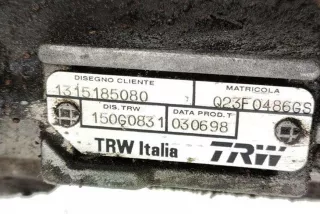 DISEGNO CLIENTE MATRICOLA
1315185080 Q23F0486GS
DIS. TRW DATA PROD. T
150G0831 030698
TRW Italia TRW